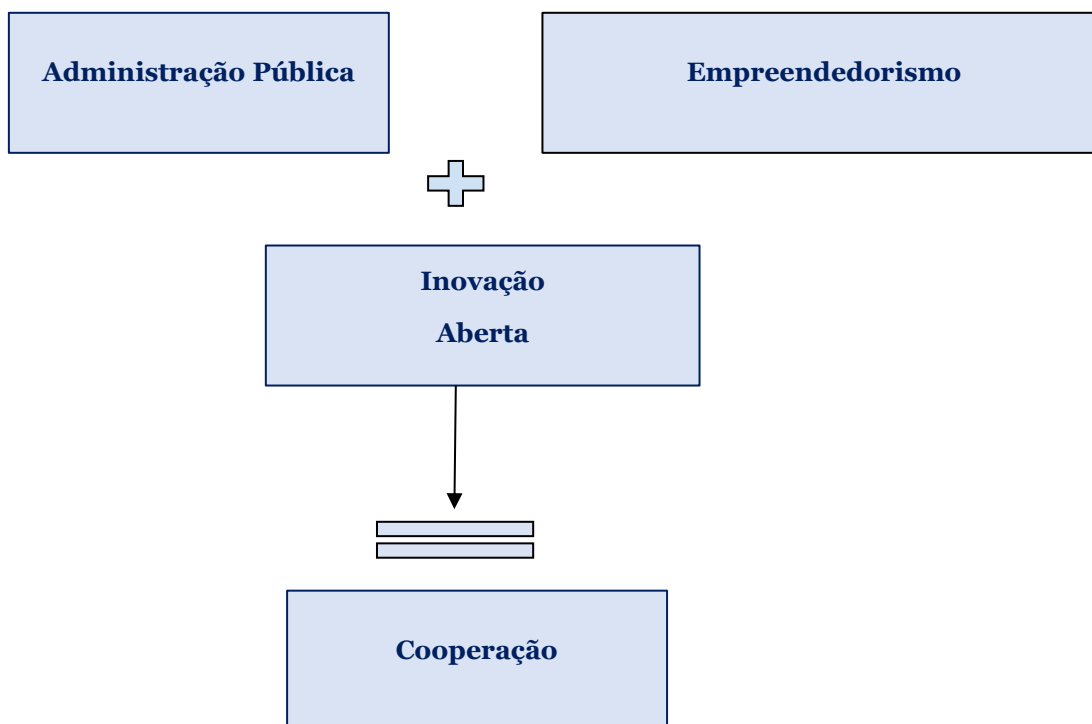 Administração Pública
Empreendedorismo
Inovação
Aberta
Cooperação